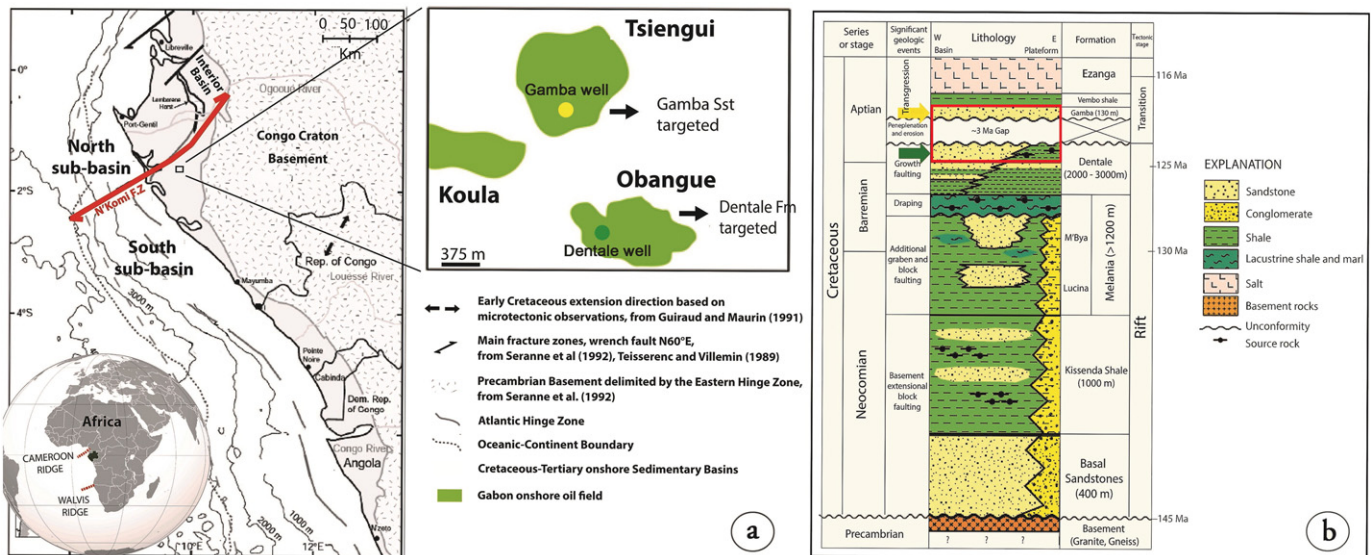 0 50 100
Km
Libreville
0°
Interior
Basin
Lambarene
Horst
Ogooué River
Port-Gentil
Congo Craton -
Basement
North
sub-basin
2°S
N'Komi F.Z
South
sub-basin
Rep. of Congo
Louessé River
Mayumba
3000 m
4°S
Pointe
Noire
Cabinda
Dem. Rep.
of Congo
Congo River
Angola
N'zeto
2000 m
1000 m
10°E
12°E
Africa
CAMEROON
RIDGE
WALVIS
RIDGE
Tsiengui
Gamba well
Gamba Sst
targeted
Koula
Obangue
Dentale Fm
targeted
Dentale well
375 m
Early Cretaceous extension direction based on
microtectonic observations, from Guiraud and Maurin (1991)
Main fracture zones, wrench fault N60°E,
from Seranne et al (1992), Teisserenc and Villemin (1989)
Precambrian Basement delimited by the Eastern Hinge Zone,
from Seranne et al. (1992)
Atlantic Hinge Zone
Oceanic-Continent Boundary
Cretaceous-Tertiary onshore Sedimentary Basins
Gabon onshore oil field
a
Series
or stage
Significant
geologic
events
W Lithology E
Basin Plateform
Formation
Tectonic
stage
Cretaceous
Aptian
Barremian
Neocomian
Precambrian
Transgression
Peneplenation
and erosion
Growth
faulting
Draping
Additional
graben and
block
faulting
Basement
extensional
block
faulting
~3 Ma Gap
? ? ?
Ezanga
Vembo shale
Gamba (130 m)
Dentale
(2000 - 3000m)
M'Bya
Lucina
Melania (>1200 m)
Kissenda Shale
(1000 m)
Basal
Sandstones
(400 m)
Basement
(Granite, Gneiss)
Transition
Rift
116 Ma
125 Ma
130 Ma
145 Ma
EXPLANATION
Sandstone
Conglomerate
Shale
Lacustrine shale and marl
Salt
Basement rocks
Unconformity
Source rock
b